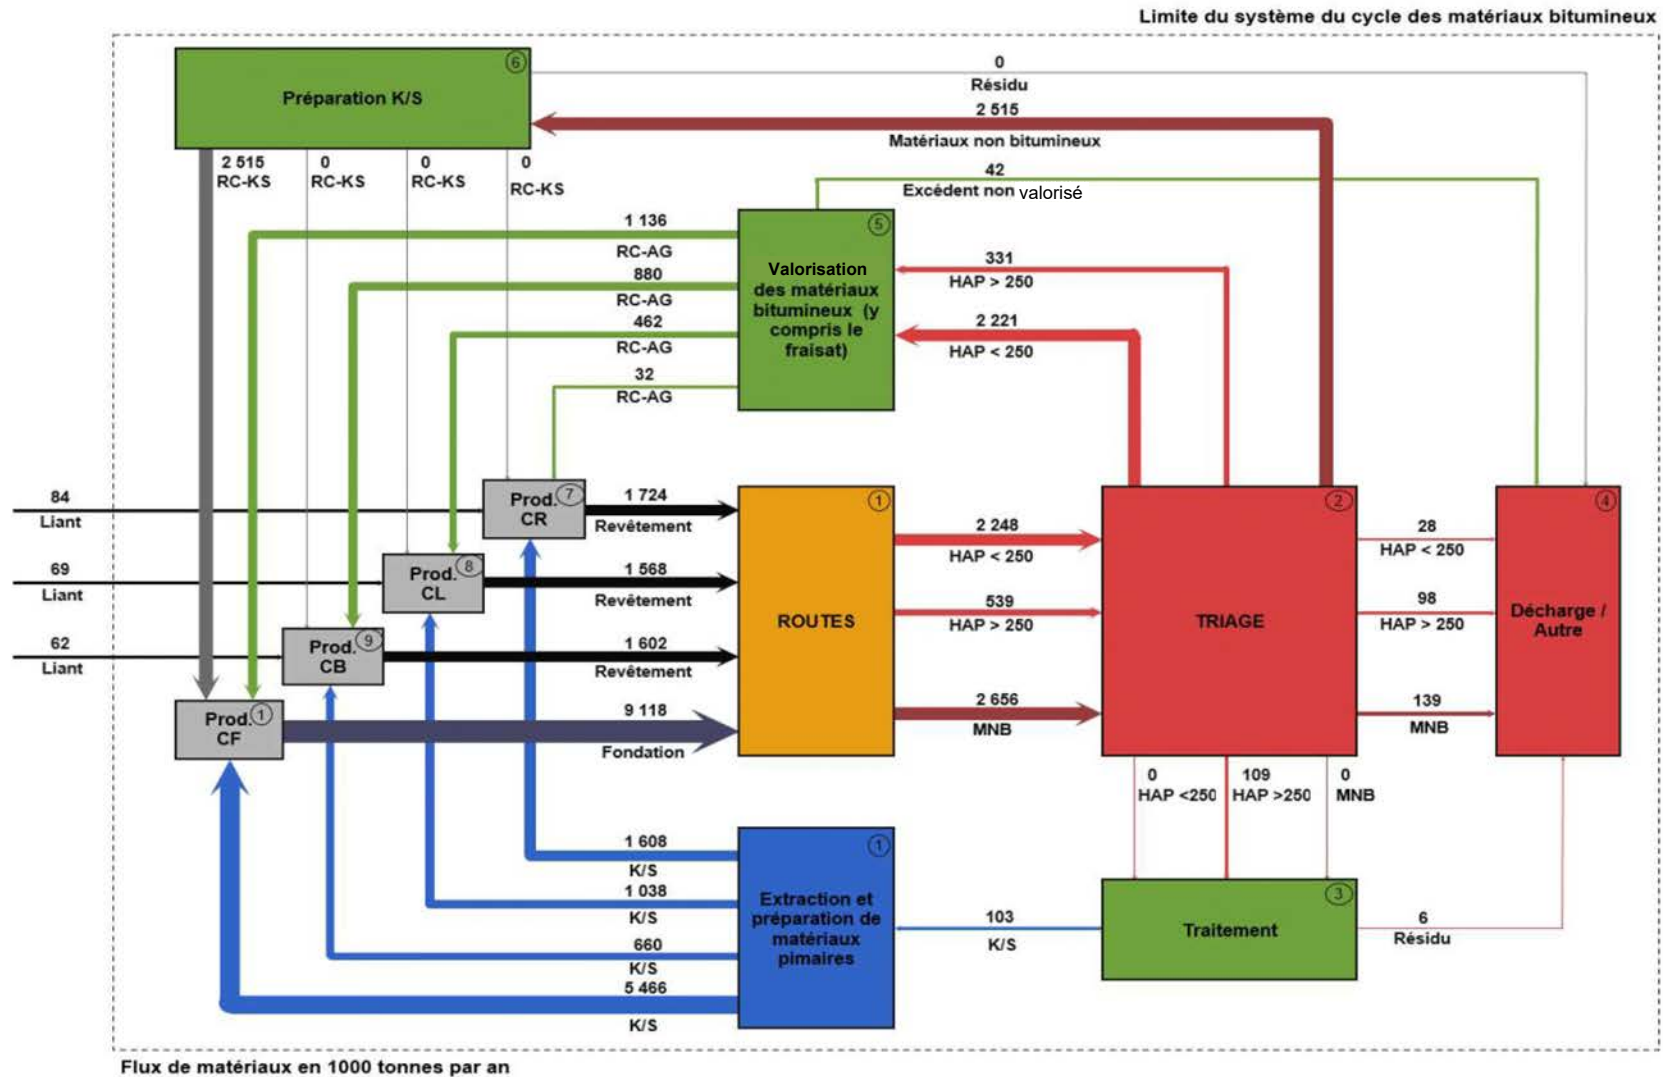 Limite du système du cycle des matériaux bitumineux
6
Préparation K/S
0
Résidu
2 515
Matériaux non bitumineux
2 515
RC-KS
0
RC-KS
0
RC-KS
0
RC-KS
42
Excédent non valorisé
1 136
RC-AG
880
RC-AG
462
RC-AG
32
RC-AG
5
Valorisation
des matériaux
bitumineux (y
compris le
fraisat)
331
HAP > 250
2 221
HAP < 250
84
Liant
69
Liant
62
Liant
Prod. 7
CR
Prod. 8
CL
Prod. 9
CB
Prod. 1
CF
1 724
Revêtement
1 568
Revêtement
1 602
Revêtement
9 118
Fondation
1
ROUTES
2 248
HAP < 250
539
HAP > 250
2 656
MNB
2
TRIAGE
28
HAP < 250
98
HAP > 250
139
MNB
4
Décharge /
Autre
0
HAP <250
109
HAP >250
0
MNB
1 608
K/S
1 038
K/S
660
K/S
5 466
K/S
1
Extraction et
préparation de
matériaux
pimaires
103
K/S
3
Traitement
6
Résidu
Flux de matériaux en 1000 tonnes par an